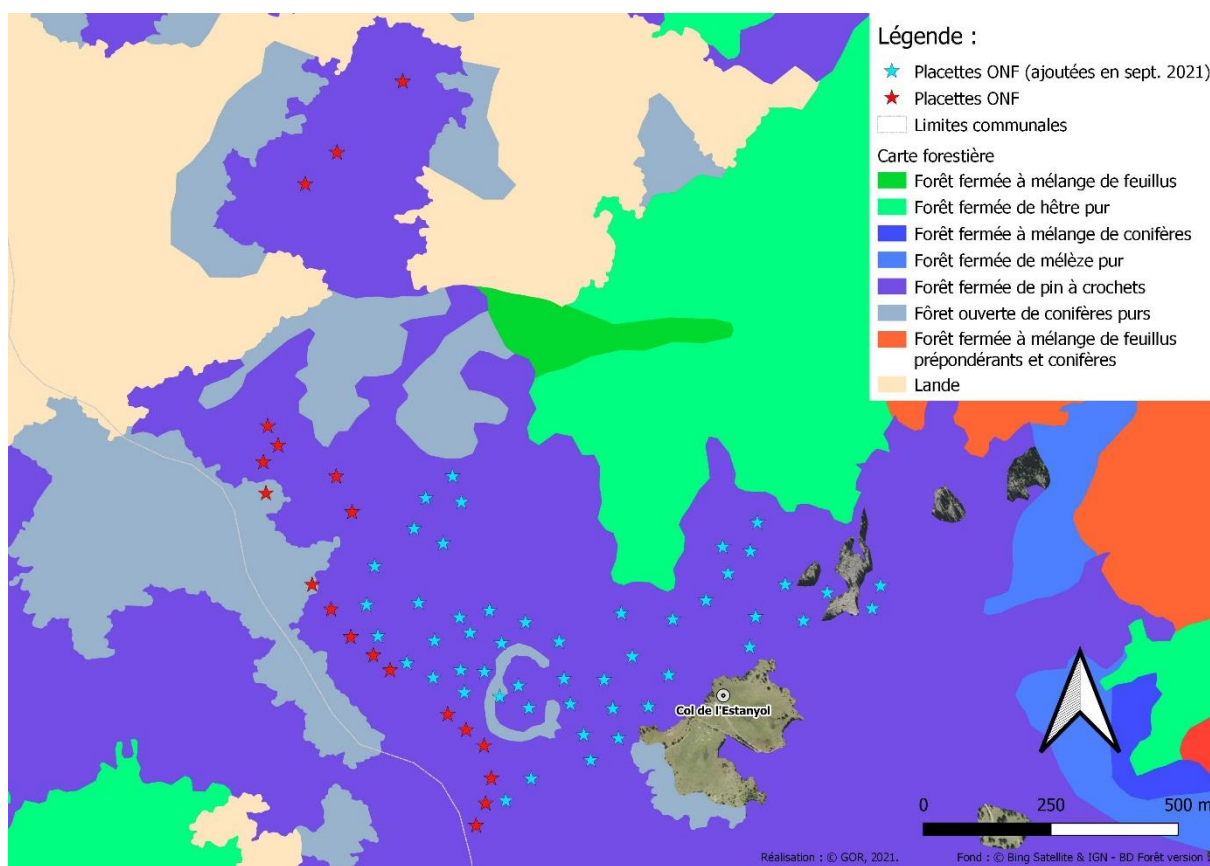 Légende :
Placettes ONF (ajoutées en sept. 2021)
Placettes ONF
Limites communales
Carte forestière
Forêt fermée à mélange de feuillus
Forêt fermée de hêtre pur
Forêt fermée à mélange de conifères
Forêt fermée de mélèze pur
Forêt fermée de pin à crochets
Fôret ouverte de conifères purs
Forêt fermée à mélange de feuillus
prépondérants et conifères
Lande
Col de l'Estanyol
0 250 500 m
Réalisation : © GOR, 2021. Fond : © Bing Satellite & IGN - BD Forêt version